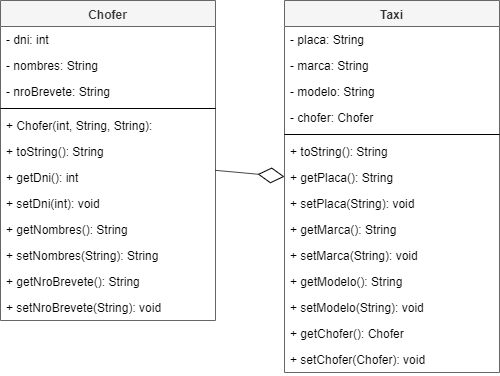 Chofer
- dni: int
- nombres: String
- nroBrevete: String
+ Chofer(int, String, String):
+ toString(): String
+ getDni(): int
+ setDni(int): void
+ getNombres(): String
+ setNombres(String): String
+ getNroBrevete(): String
+ setNroBrevete(String): void
Taxi
- placa: String
- marca: String
- modelo: String
- chofer: Chofer
+ toString(): String
+ getPlaca(): String
+ setPlaca(String): void
+ getMarca(): String
+ setMarca(String): void
+ getModelo(): String
+ setModelo(String): void
+ getChofer(): Chofer
+ setChofer(Chofer): void